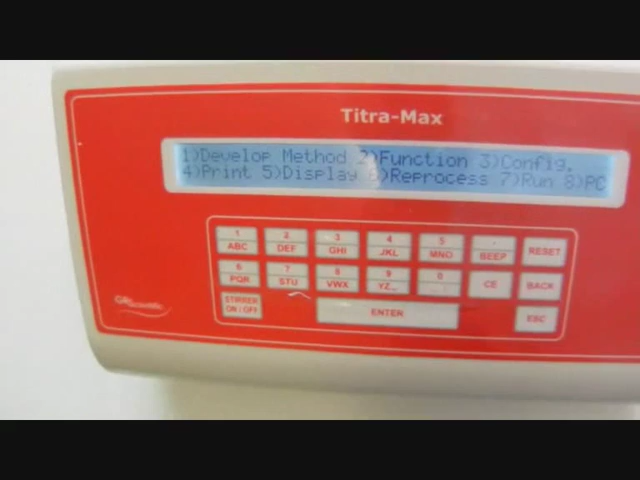 Titra-Max
1)Develop Method 2)Function 3)Config.
4)Print 5)Display 6)Reprocess 7)Run 8)PC
1 2 3 4 5 .
ABC DEF GHI JKL MNO BEEP RESET
6 7 8 9 0
PQR STU VWX YZ_ CE BACK
STIRRER
ON / OFF
ENTER
ESC